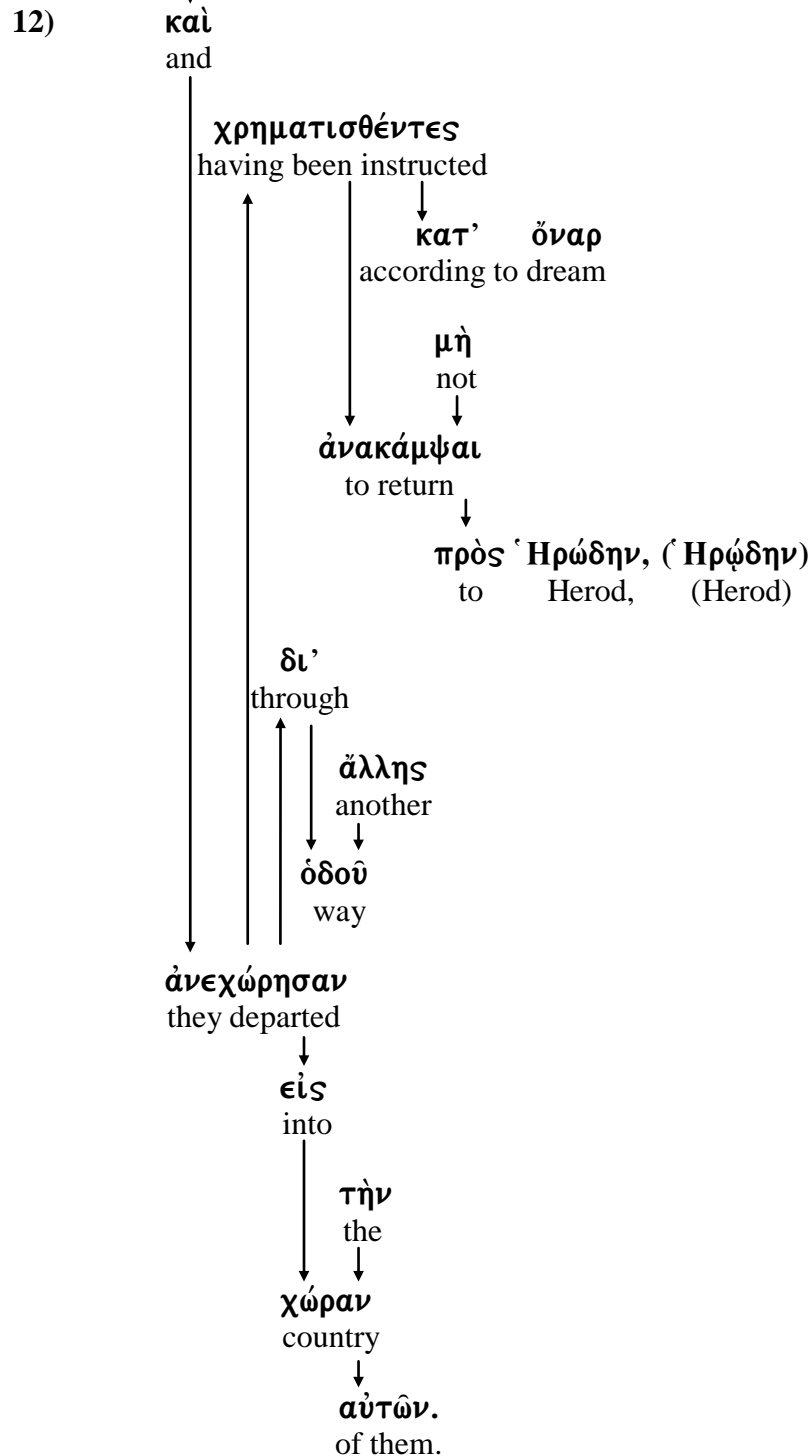 12) καὶ
and
χρηματισθέντες
having been instructed
κατ’ ὄναρ
according to dream
μὴ
not
ἀνακάμψαι
to return
πρὸς Ἡρώδην, (Ἡρῴδην)
to Herod, (Herod)
δι’
through
ἄλλης
another
ὁδοῦ
way
ἀνεχώρησαν
they departed
εἰς
into
τὴν
the
χώραν
country
αὐτῶν.
of them.